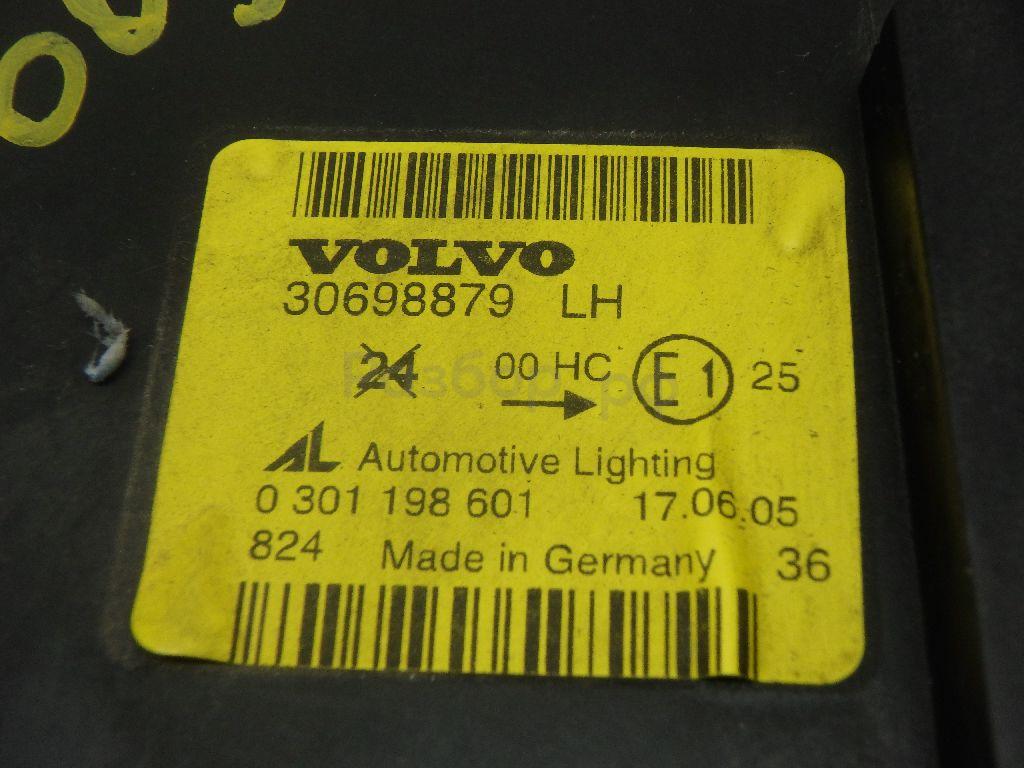 VOLVO
30698879 LH
24 00 HC E1 25
AL Automotive Lighting
0 301 198 601 17.06.05
824 Made in Germany 36